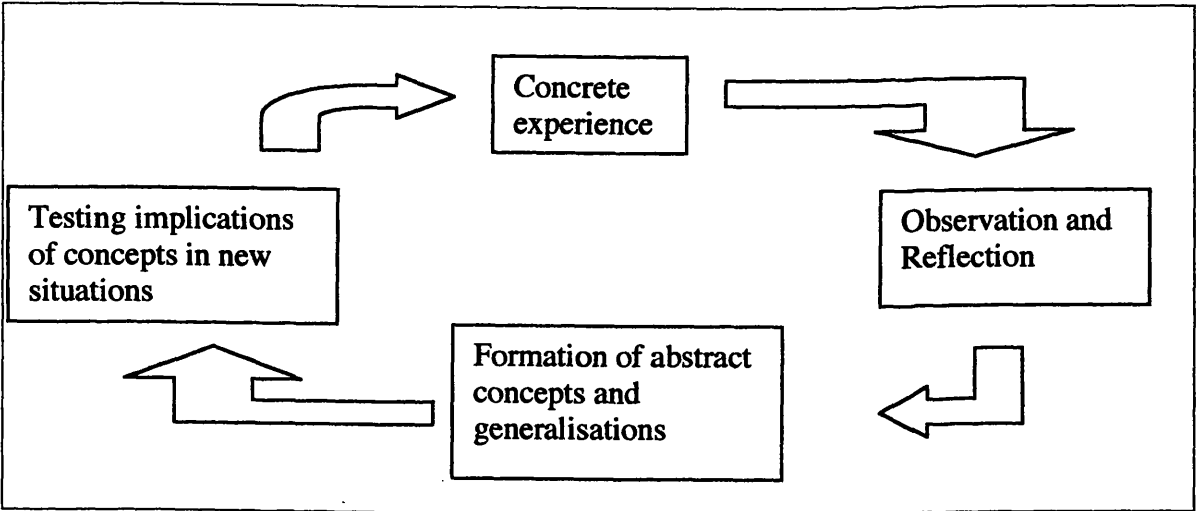 Concrete
experience
Observation and
Reflection
Formation of abstract
concepts and
generalisations
Testing implications
of concepts in new
situations